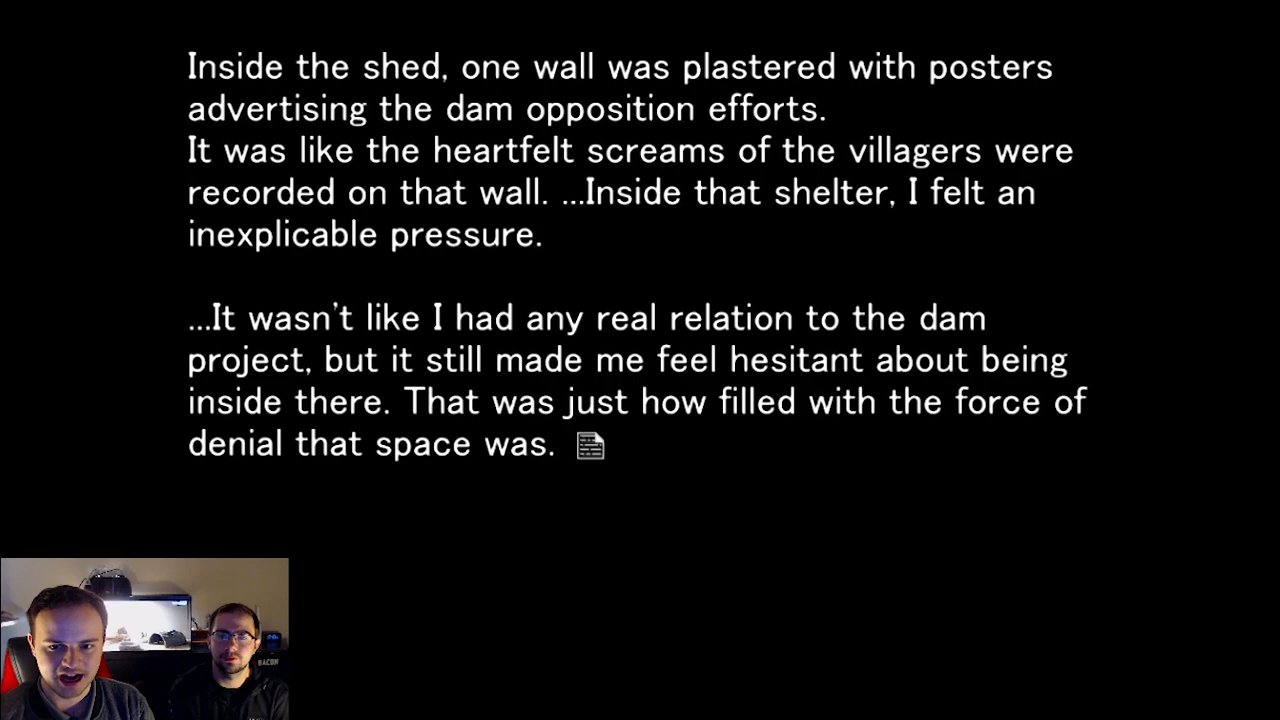 Inside the shed, one wall was plastered with posters
advertising the dam opposition efforts.
It was like the heartfelt screams of the villagers were
recorded on that wall. ...Inside that shelter, I felt an
inexplicable pressure.
...It wasn't like I had any real relation to the dam
project, but it still made me feel hesitant about being
inside there. That was just how filled with the force of
denial that space was.
BACON